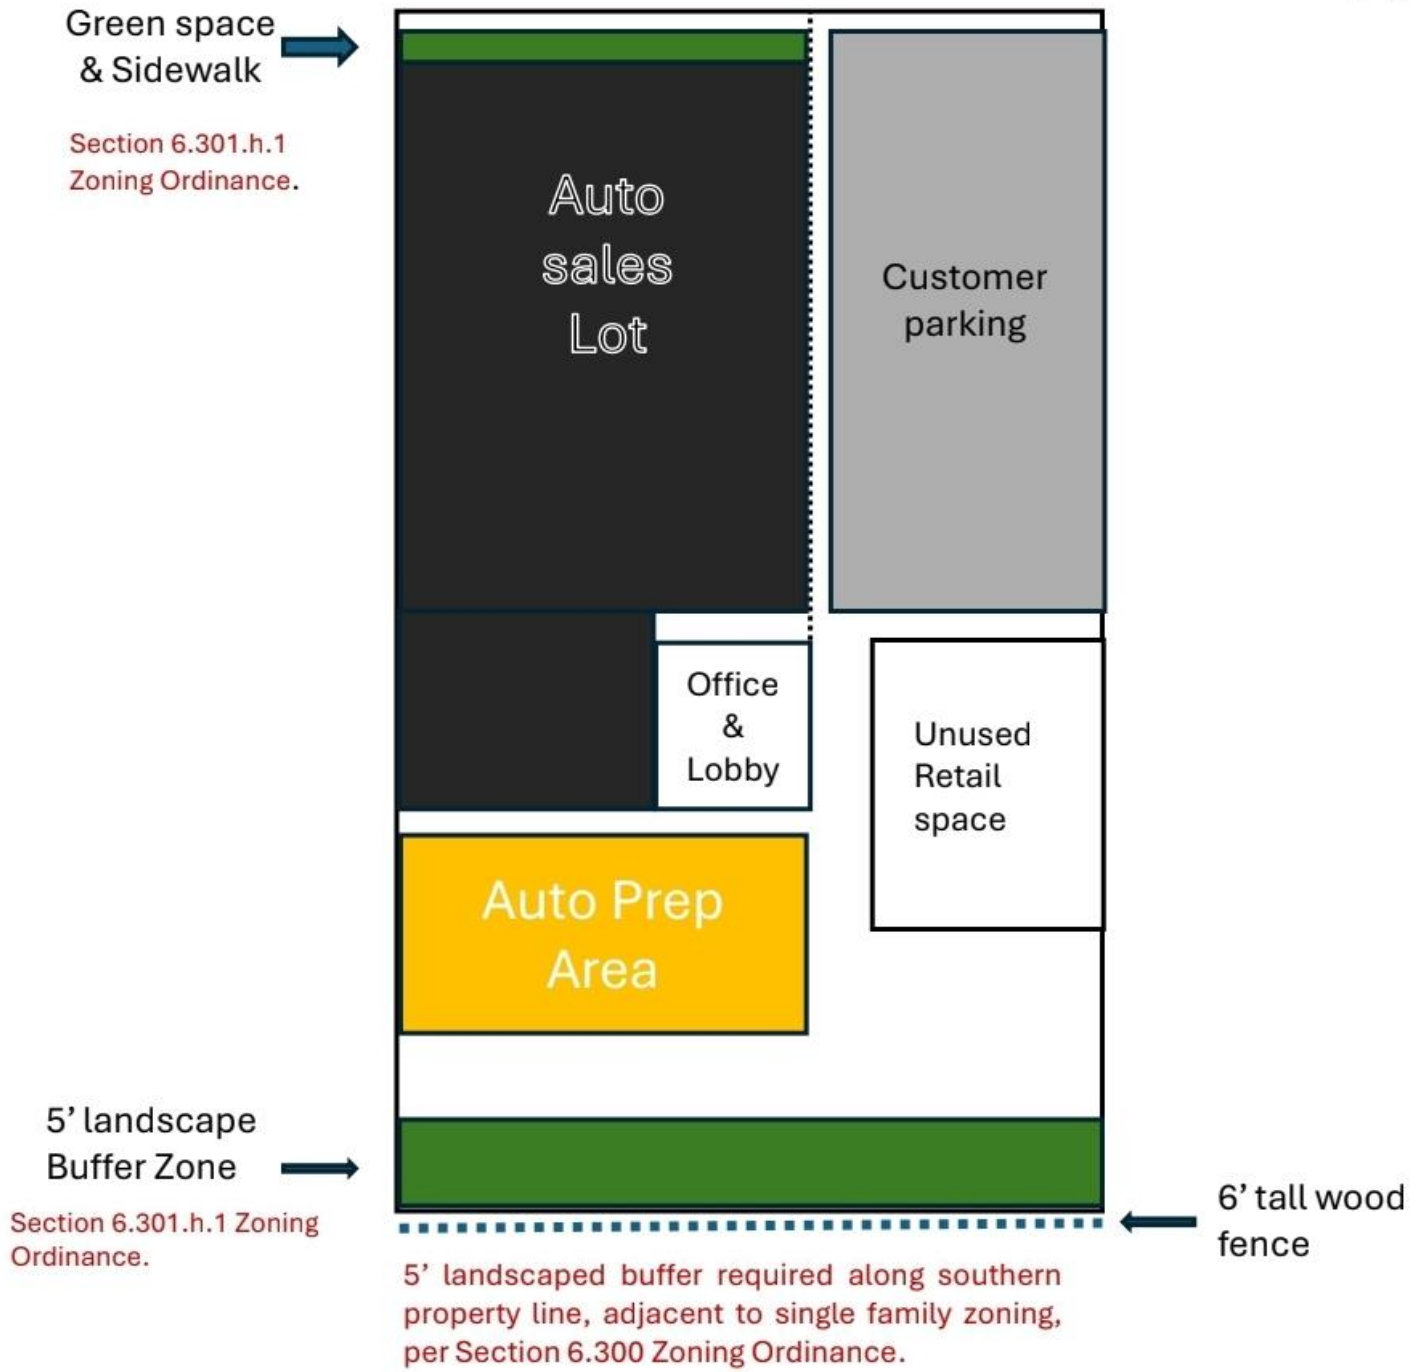 Green space
& Sidewalk
Section 6.301.h.1
Zoning Ordinance.
Auto
sales
Lot
Customer
parking
Office
&
Lobby
Unused
Retail
space
Auto Prep
Area
5’ landscape
Buffer Zone
Section 6.301.h.1 Zoning
Ordinance.
6’ tall wood
fence
5’ landscaped buffer required along southern
property line, adjacent to single family zoning,
per Section 6.300 Zoning Ordinance.